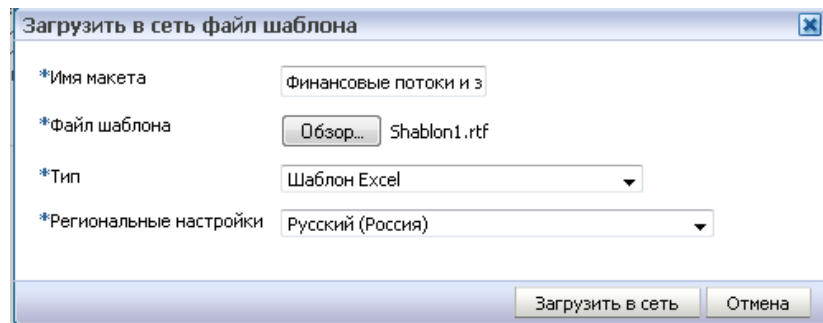 Загрузить в сеть файл шаблона
*Имя макета Финансовые потоки и з
*Файл шаблона Обзор... Shablon1.rtf
*Тип Шаблон Excel
*Региональные настройки Русский (Россия)
Загрузить в сеть Отмена